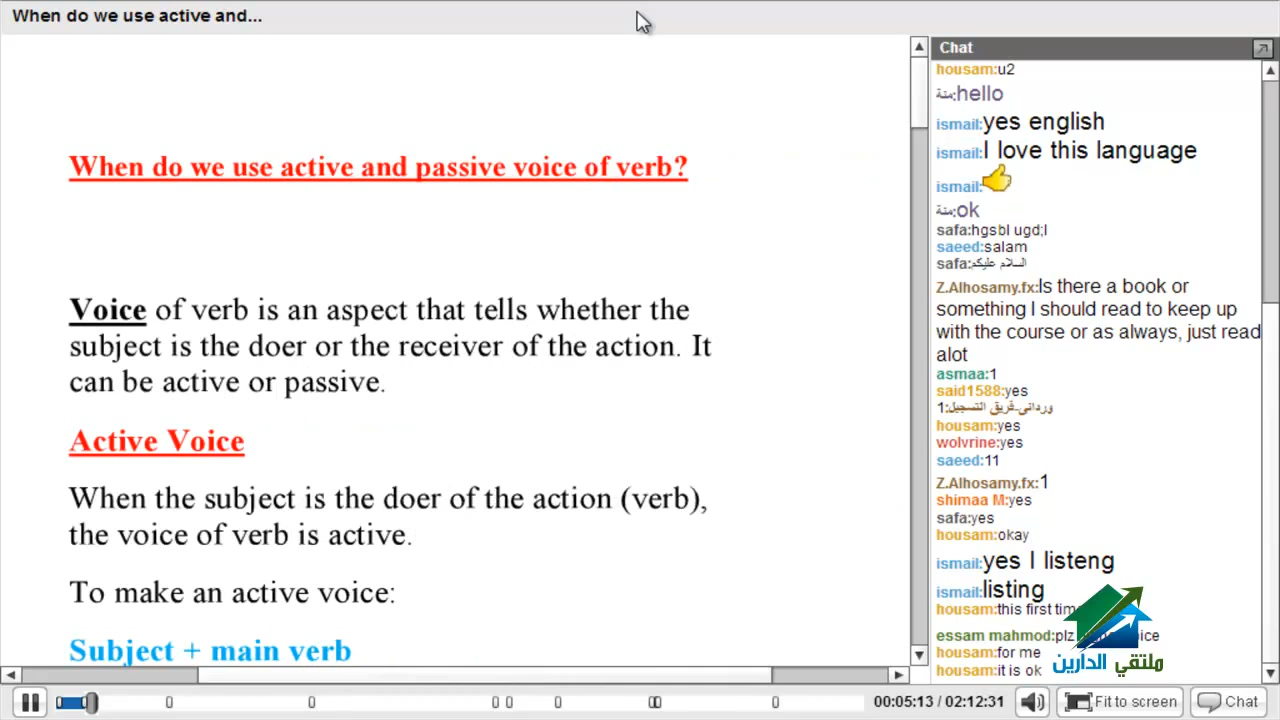 When do we use active and...
When do we use active and passive voice of verb?
Voice of verb is an aspect that tells whether the
subject is the doer or the receiver of the action. It
can be active or passive.
Active Voice
When the subject is the doer of the action (verb),
the voice of verb is active.
To make an active voice:
Subject + main verb
Chat
housam:u2
منة:hello
ismail:yes english
ismail:I love this language
ismail:
منة:ok
safa:hgsbl ugd;l
saeed:salam
safa:السلام عليكم
Z.Alhosamy.fx:Is there a book or
something I should read to keep up
with the course or as always, just read
alot
asmaa:1
said1588:yes
وردانى-فريق التسجيل:1
housam:yes
wolvrine:yes
saeed:11
Z.Alhosamy.fx:1
shimaa M:yes
safa:yes
housam:okay
ismail:yes I listeng
ismail:listing
housam:this first time
essam mahmod:plz
housam:for me
housam:it is ok
ملتقي الدارين
00:05:13 / 02:12:31
Fit to screen
Chat